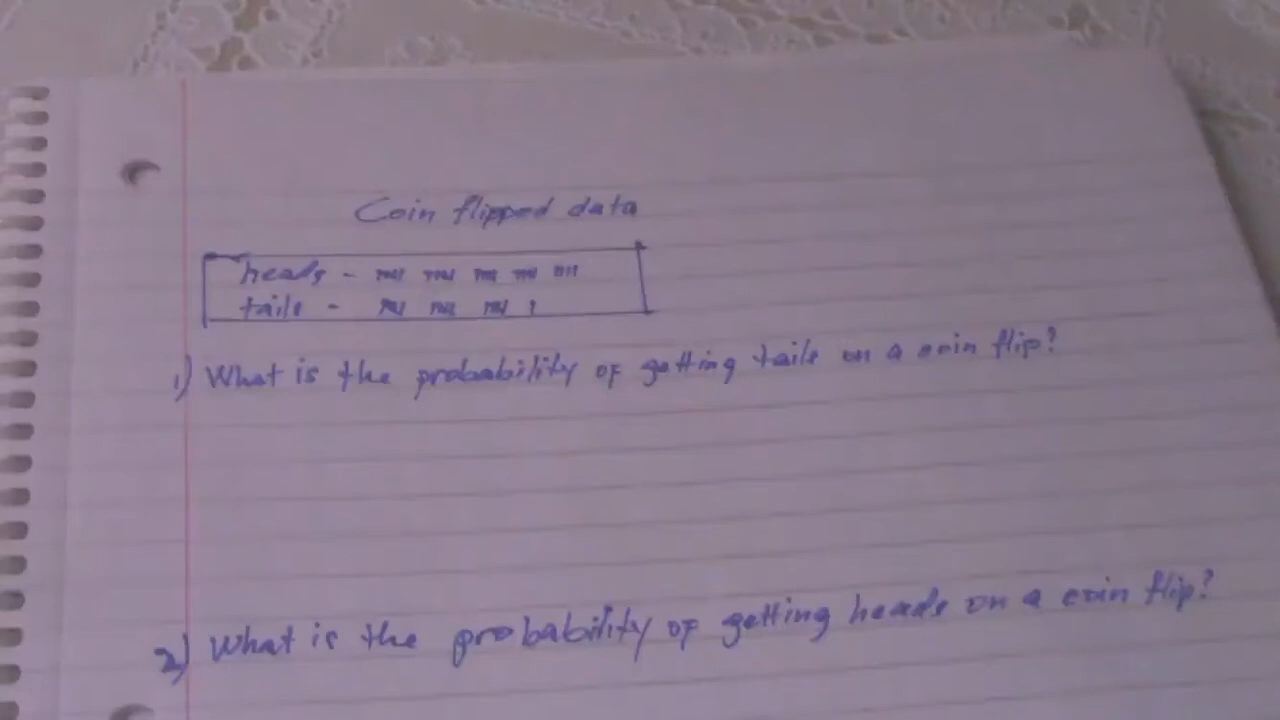 Coin flipped data
heads - 𝍸 𝍸 𝍸 𝍸 IIII
tails - 𝍸 𝍸 𝍸 I
1) What is the probability of getting tails on a coin flip?
2) What is the probability of getting heads on a coin flip?